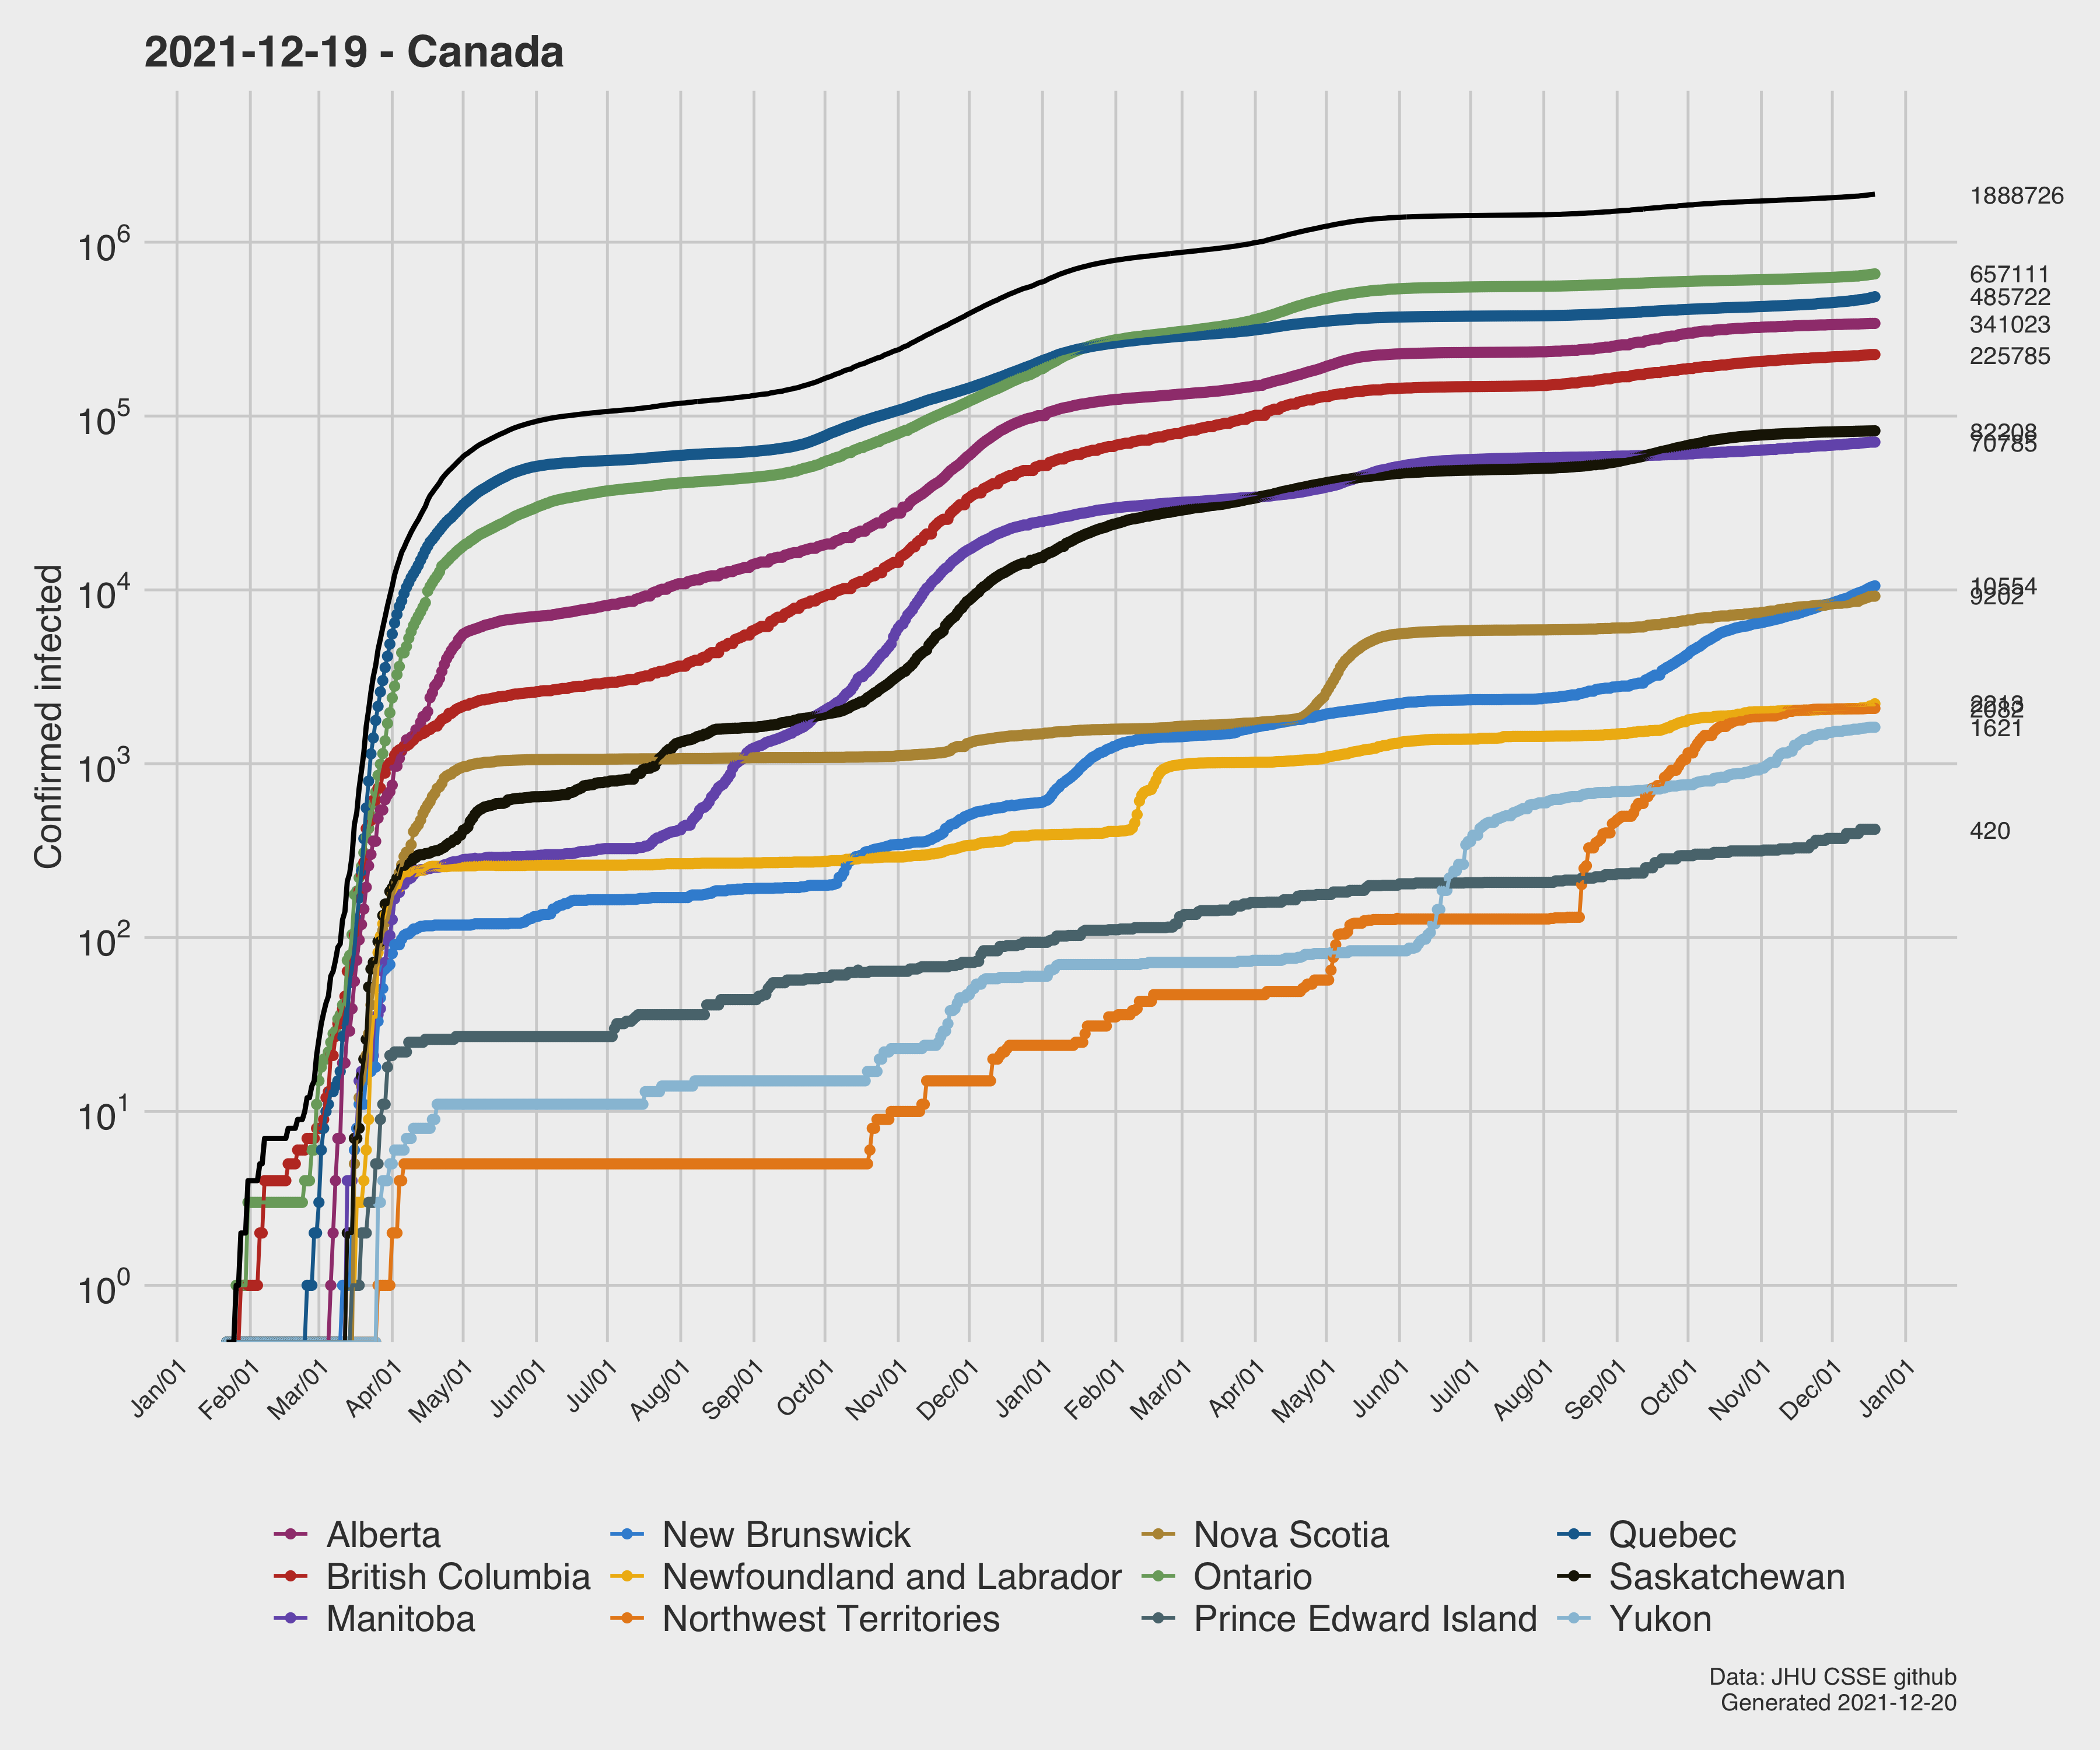 2021-12-19 - Canada
Confirmed infected
10^6
10^5
10^4
10^3
10^2
10^1
10^0
1888726
657111
485722
341023
225785
82208
70785
10554
9202
2082
1621
420
Jan/01 Feb/01 Mar/01 Apr/01 May/01 Jun/01 Jul/01 Aug/01 Sep/01 Oct/01 Nov/01 Dec/01 Jan/01 Feb/01 Mar/01 Apr/01 May/01 Jun/01 Jul/01 Aug/01 Sep/01 Oct/01 Nov/01 Dec/01 Jan/01
Alberta New Brunswick Nova Scotia Quebec
British Columbia Newfoundland and Labrador Ontario Saskatchewan
Manitoba Northwest Territories Prince Edward Island Yukon
Data: JHU CSSE github
Generated 2021-12-20